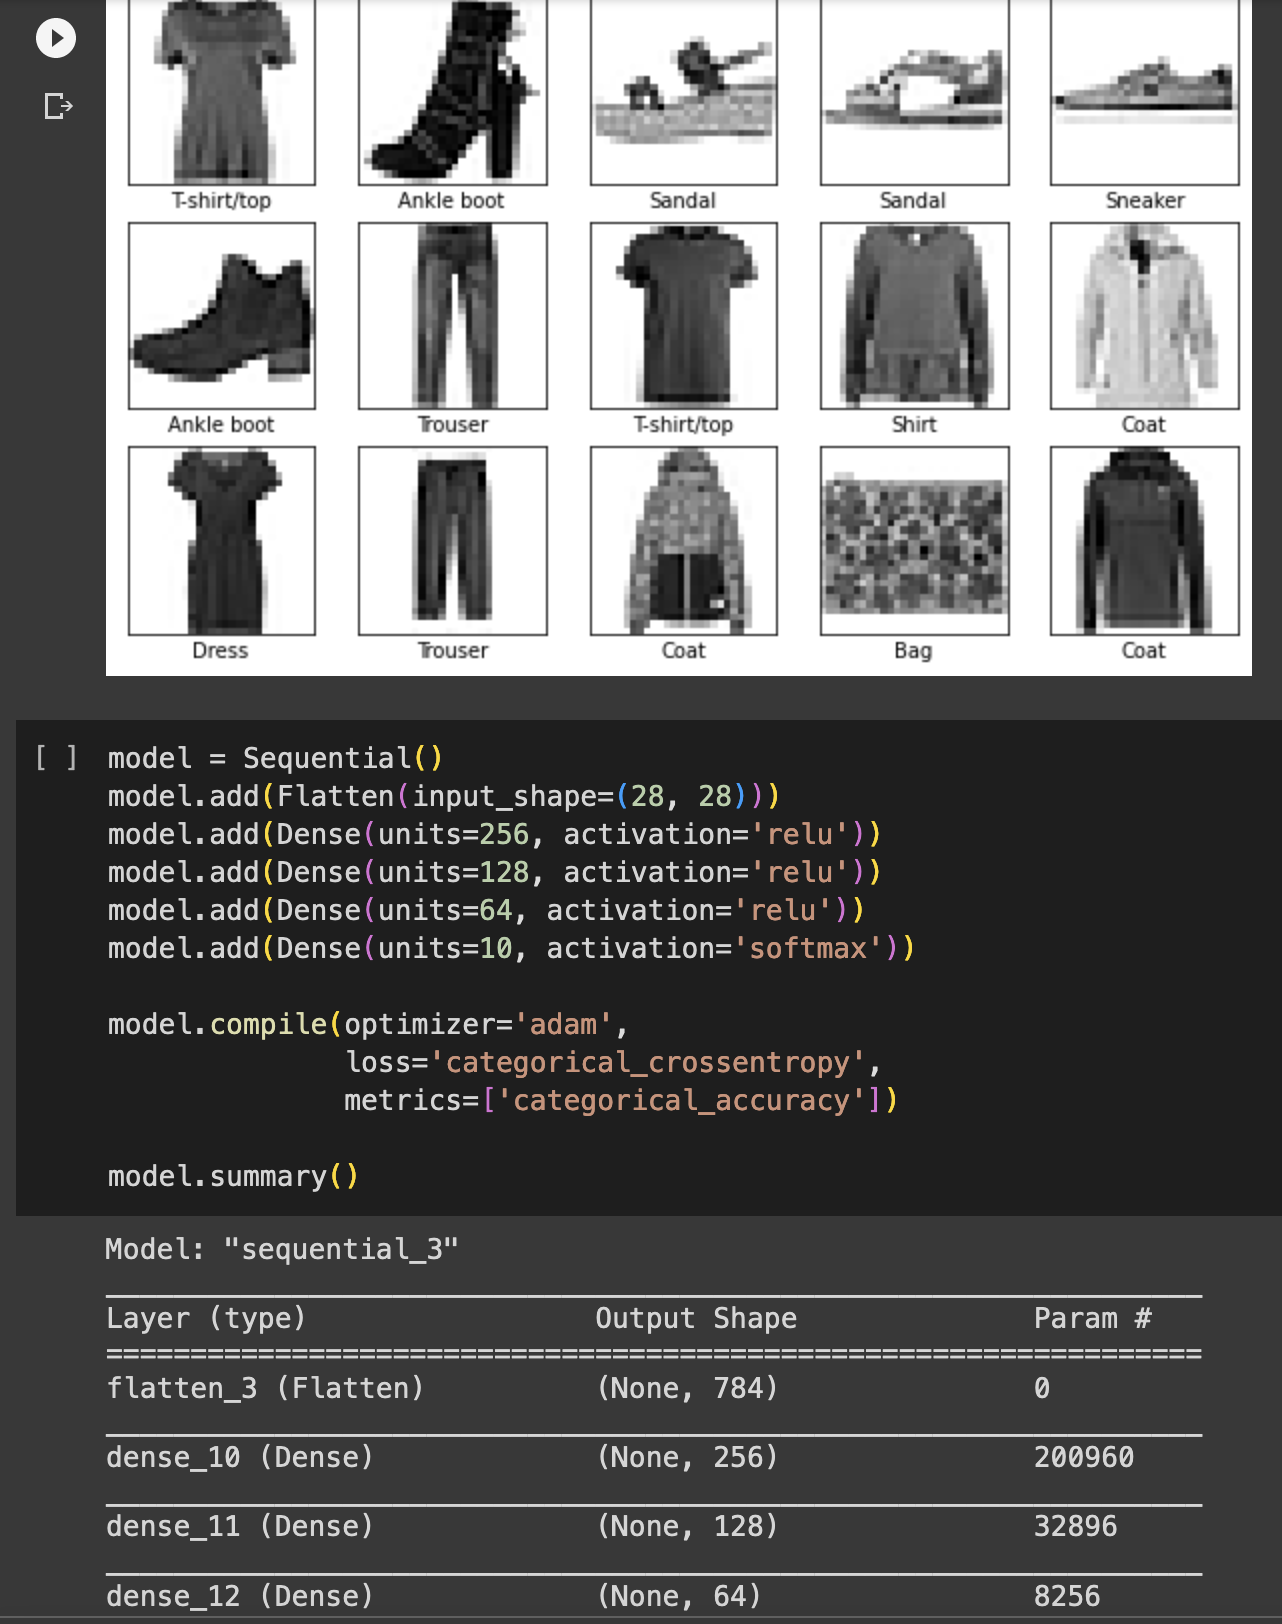 T-shirt/top Ankle boot Sandal Sandal Sneaker
Ankle boot Trouser T-shirt/top Shirt Coat
Dress Trouser Coat Bag Coat
[ ] model = Sequential()
model.add(Flatten(input_shape=(28, 28)))
model.add(Dense(units=256, activation='relu'))
model.add(Dense(units=128, activation='relu'))
model.add(Dense(units=64, activation='relu'))
model.add(Dense(units=10, activation='softmax'))
model.compile(optimizer='adam',
loss='categorical_crossentropy',
metrics=['categorical_accuracy'])
model.summary()
Model: "sequential_3"
Layer (type) Output Shape Param #
=================================================================
flatten_3 (Flatten) (None, 784) 0
dense_10 (Dense) (None, 256) 200960
dense_11 (Dense) (None, 128) 32896
dense_12 (Dense) (None, 64) 8256